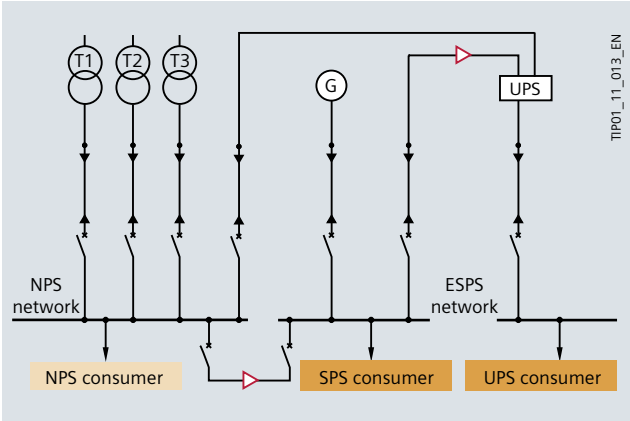 T1 T2 T3
G
UPS
TIP01_11_013_EN
NPS
network
ESPS
network
NPS consumer
SPS consumer
UPS consumer